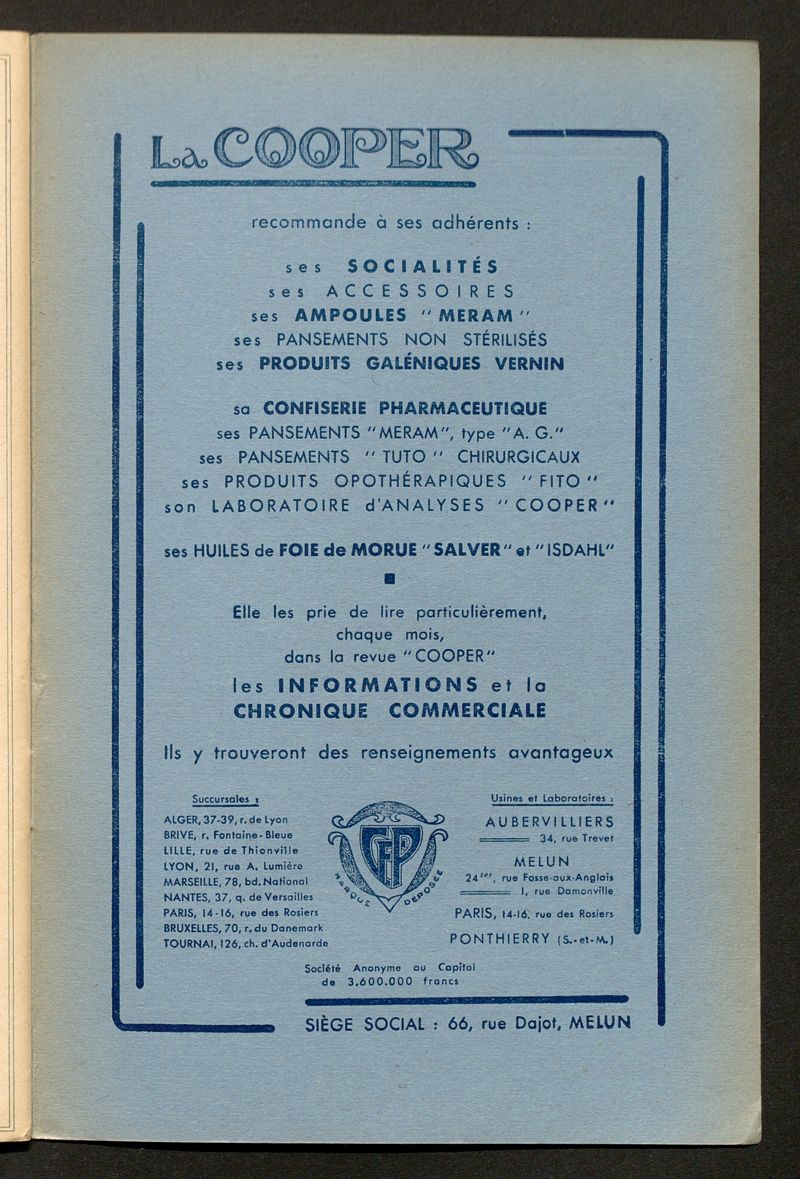 La COOPER
recommande à ses adhérents :
ses SOCIALITÉS
ses ACCESSOIRES
ses AMPOULES "MERAM"
ses PANSEMENTS NON STÉRILISÉS
ses PRODUITS GALÉNIQUES VERNIN
sa CONFISERIE PHARMACEUTIQUE
ses PANSEMENTS "MERAM", type "A. G."
ses PANSEMENTS "TUTO" CHIRURGICAUX
ses PRODUITS OPOTHÉRAPIQUES "FITO"
son LABORATOIRE d'ANALYSES "COOPER"
ses HUILES de FOIE de MORUE "SALVER" et "ISDAHL"
Elle les prie de lire particulièrement,
chaque mois,
dans la revue "COOPER"
les INFORMATIONS et la
CHRONIQUE COMMERCIALE
Ils y trouveront des renseignements avantageux
Succursales :
ALGER, 37-39, r. de Lyon
BRIVE, r. Fontaine-Bleue
LILLE, rue de Thionville
LYON, 21, rue A. Lumière
MARSEILLE, 78, bd. National
NANTES, 37, q. de Versailles
PARIS, 14-16, rue des Rosiers
BRUXELLES, 70, r. du Danemark
TOURNAI, 126, ch. d'Audenarde
CFP
MARQUE DÉPOSÉE
Usines et Laboratoires :
AUBERVILLIERS
34, rue Trevet
MELUN
24ter, rue Fosse-aux-Anglais
1, rue Damonville
PARIS, 14-16, rue des Rosiers
PONTHIERRY (S.-et-M.)
Société Anonyme au Capital
de 3.600.000 francs
SIÈGE SOCIAL : 66, rue Dajot, MELUN